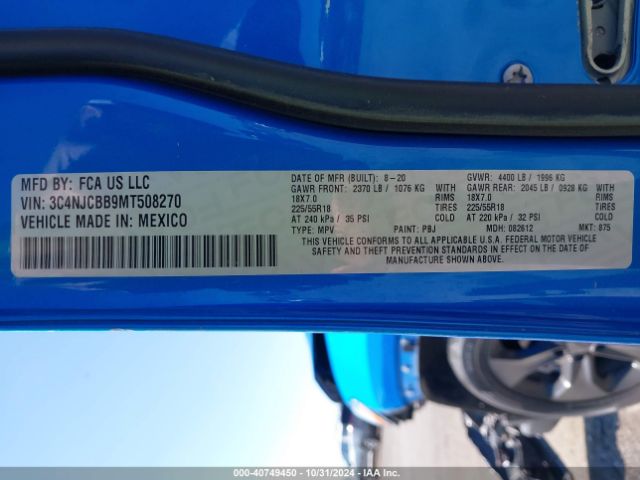 MFD BY: FCA US LLC
VIN: 3C4NJCBB9MT508270
VEHICLE MADE IN: MEXICO
DATE OF MFR (BUILT): 8-20 GVWR: 4400 LB / 1996 KG
GAWR FRONT: 2370 LB / 1076 KG WITH GAWR REAR: 2045 LB / 0928 KG WITH
18X7.0 RIMS 18X7.0 RIMS
225/55R18 TIRES 225/55R18 TIRES
AT 240 kPa / 35 PSI COLD AT 220 kPa / 32 PSI COLD
TYPE: MPV PAINT: PBJ MDH: 082612 MKT: 875
THIS VEHICLE CONFORMS TO ALL APPLICABLE U.S.A. FEDERAL MOTOR VEHICLE
SAFETY AND THEFT PREVENTION STANDARDS IN EFFECT ON THE DATE OF
MANUFACTURE SHOWN ABOVE.
000-40749450 | 10/31/2024 | IAAI.com